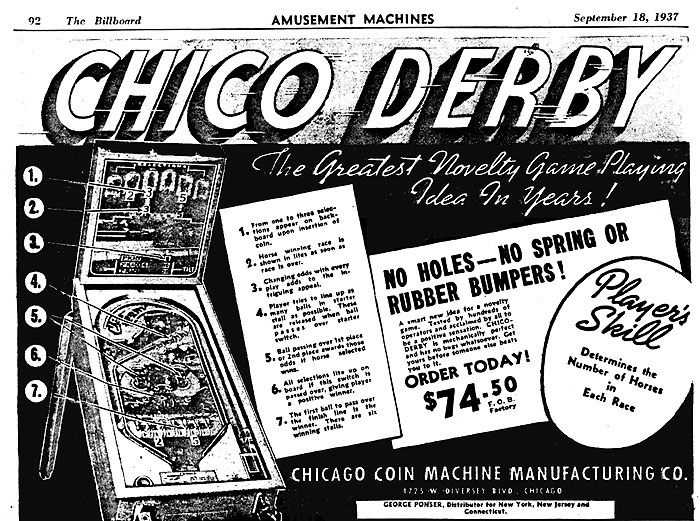 92 The Billboard AMUSEMENT MACHINES September 18, 1937
CHICO DERBY
The Greatest Novelty Game Playing
Idea In Years!
1.
2.
3.
4.
5.
6.
7.
1. From one to three selec-
tions appear on back-
board upon insertion of
coin.
2. Horse winning race is
shown in lites as soon as
race is over.
3. Changing odds with every
play adds to the in-
triguing appeal.
4. Player tries to line up as
many balls in starter
stall as possible. These
are released when ball
passes over starter
switch.
5. Ball passing over 1st place
or 2nd place advances those
odds if horse selected
wins.
6. All selections lite up on
board if this switch is
passed over, giving player
a positive winner.
7. The first ball to pass over
the finish line is the
winner. There are six
winning stalls.
NO HOLES—NO SPRING OR
RUBBER BUMPERS!
A smart new idea for a novelty
game. Tested by hundreds of
operators and acclaimed by all to
be a positive sensation. CHICO-
DERBY is mechanically perfect
and has no bugs whatsoever. Get
yours before someone else beats
you to it.
ORDER TODAY!
$74.50
F.O.B.
Factory
Player's
Skill
Determines the
Number of Horses
in
Each Race
CHICAGO COIN MACHINE MANUFACTURING CO.
1725 W. DIVERSEY BLVD., CHICAGO
GEORGE PONSER, Distributor for New York, New Jersey and
Connecticut.